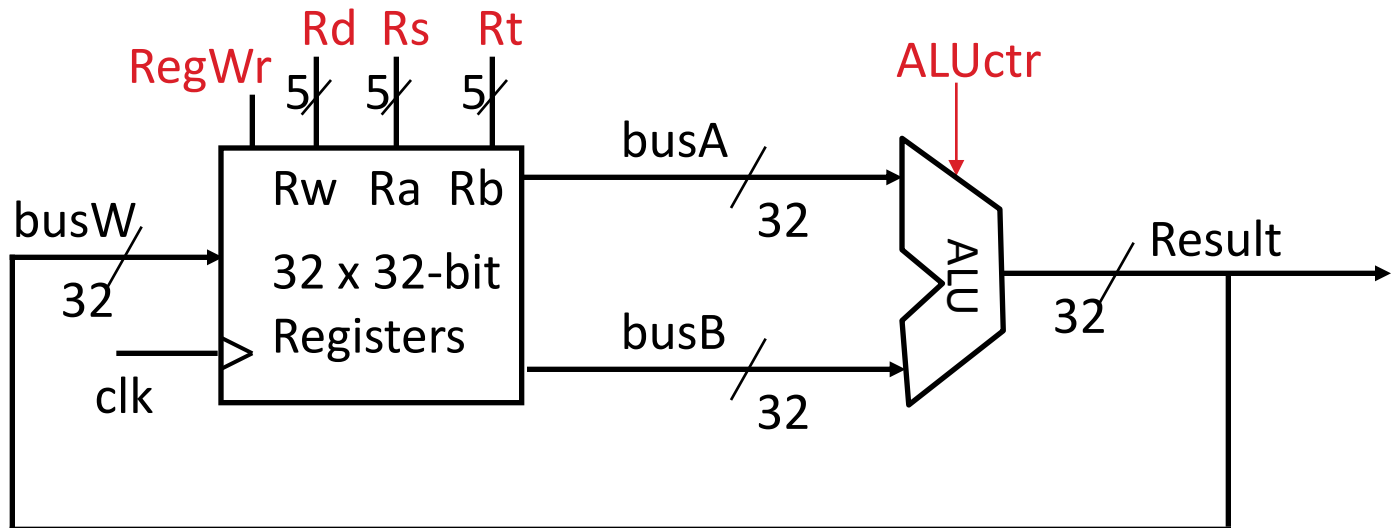 Rd Rs Rt
RegWr
ALUctr
5 5 5
busA
Rw Ra Rb
busW
32
Result
32 x 32-bit
ALU
32
32
Registers
busB
clk
32